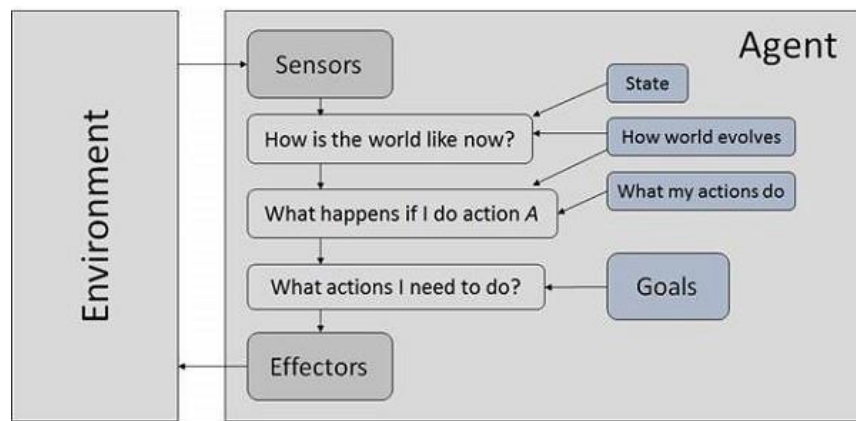 Environment
Agent
Sensors
State
How is the world like now?
How world evolves
What happens if I do action A
What my actions do
What actions I need to do?
Goals
Effectors